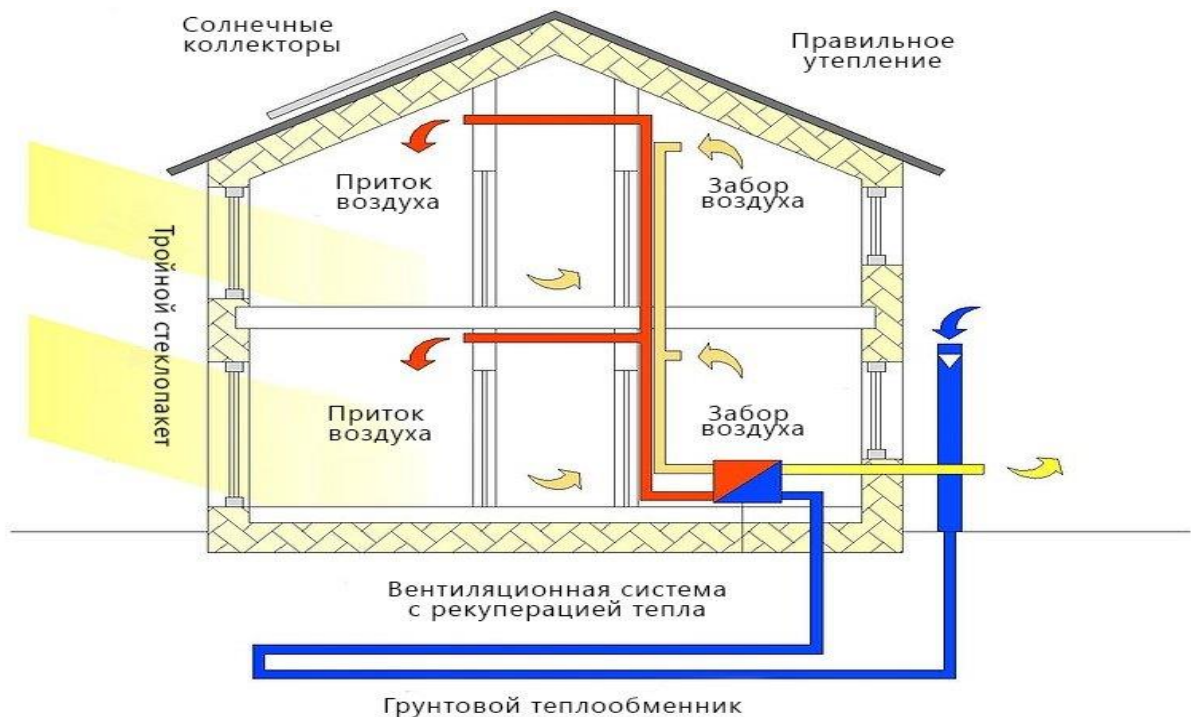 Солнечные
коллекторы
Правильное
утепление
Приток
воздуха
Забор
воздуха
Тройной стеклопакет
Приток
воздуха
Забор
воздуха
Вентиляционная система
с рекуперацией тепла
Грунтовой теплообменник